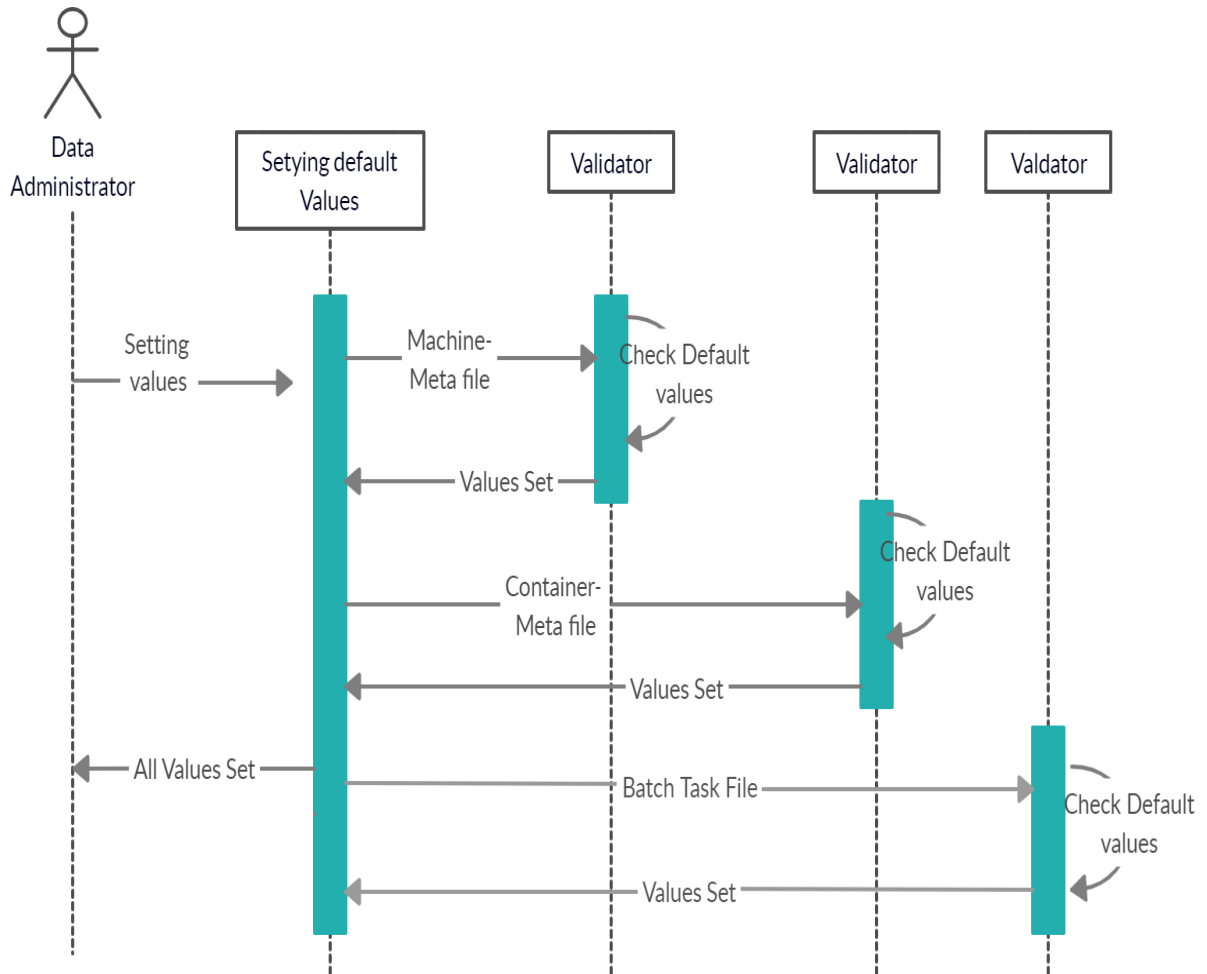 Data
Administrator
Setying default
Values
Validator
Validator
Valdator
Setting
values
Machine-
Meta file
Check Default
values
Values Set
Container-
Meta file
Check Default
values
Values Set
All Values Set
Batch Task File
Check Default
values
Values Set